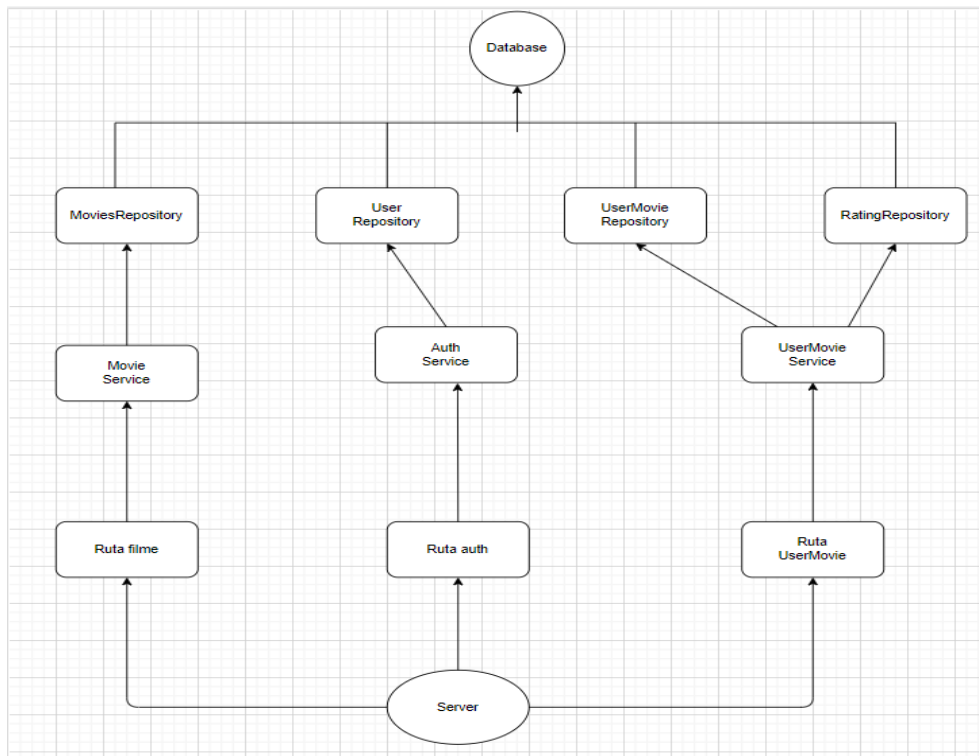 Database
MoviesRepository
User
Repository
UserMovie
Repository
RatingRepository
Movie
Service
Auth
Service
UserMovie
Service
Ruta filme
Ruta auth
Ruta
UserMovie
Server